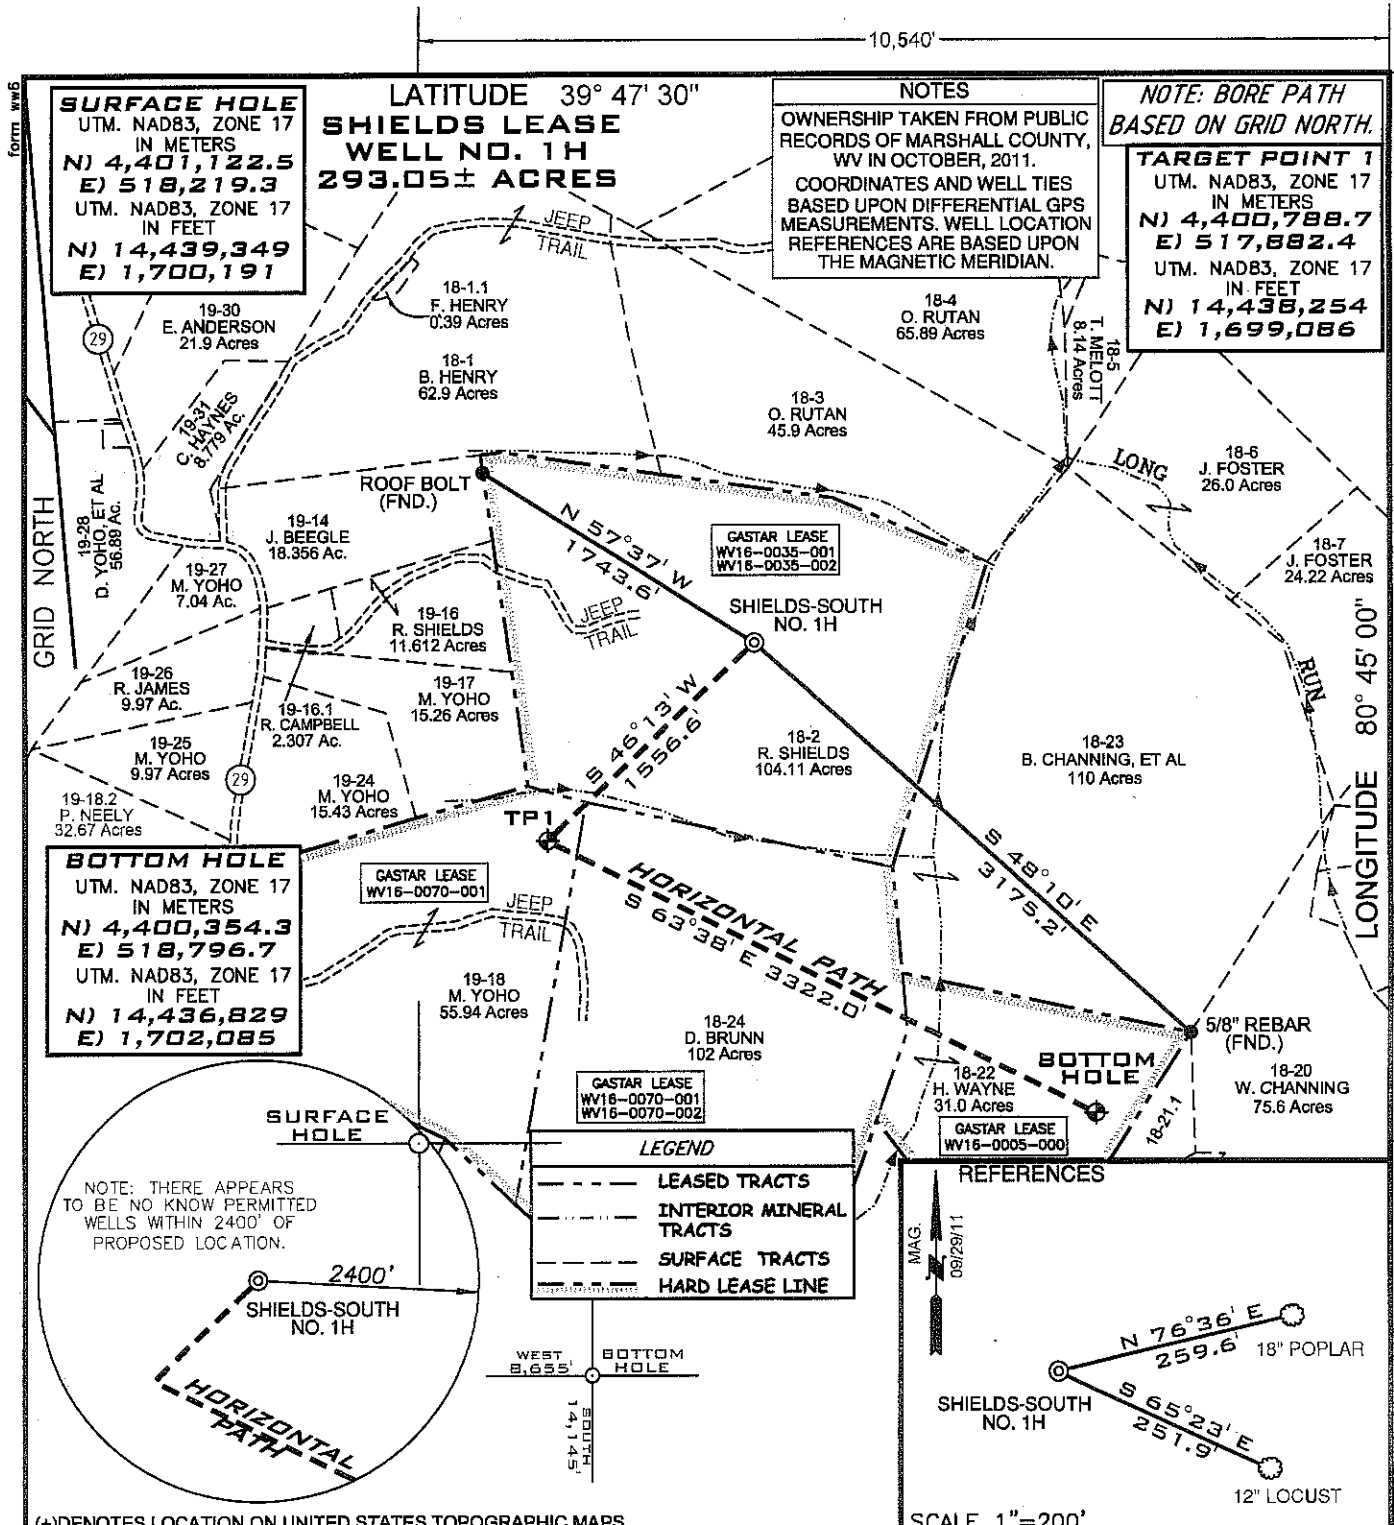 10,540'
form ww6
SURFACE HOLE
UTM. NAD83, ZONE 17
IN METERS
N) 4,401,122.5
E) 518,219.3
UTM. NAD83, ZONE 17
IN FEET
N) 14,439,349
E) 1,700,191
LATITUDE 39° 47' 30"
SHIELDS LEASE
WELL NO. 1H
293.05± ACRES
NOTES
OWNERSHIP TAKEN FROM PUBLIC
RECORDS OF MARSHALL COUNTY,
WV IN OCTOBER, 2011.
COORDINATES AND WELL TIES
BASED UPON DIFFERENTIAL GPS
MEASUREMENTS. WELL LOCATION
REFERENCES ARE BASED UPON
THE MAGNETIC MERIDIAN.
NOTE: BORE PATH
BASED ON GRID NORTH.
TARGET POINT 1
UTM. NAD83, ZONE 17
IN METERS
N) 4,400,788.7
E) 517,882.4
UTM. NAD83, ZONE 17
IN FEET
N) 14,438,254
E) 1,699,086
JEEP
TRAIL
18-1.1
F. HENRY
0.39 Acres
19-30
E. ANDERSON
21.9 Acres
29
18-4
O. RUTAN
65.89 Acres
18-5
T. MELOTT
8.14 Acres
18-1
B. HENRY
62.9 Acres
18-3
O. RUTAN
45.9 Acres
19-31
C. HAYNES
8.779 Ac.
LONG
18-6
J. FOSTER
26.0 Acres
ROOF BOLT
(FND.)
GRID NORTH
19-28
D. YOHO, ET AL
56.89 Ac.
19-14
J. BEEGLE
18.356 Ac.
N 57°37' W
1743.6'
GASTAR LEASE
WV16-0035-001
WV16-0035-002
18-7
J. FOSTER
24.22 Acres
19-27
M. YOHO
7.04 Ac.
19-16
R. SHIELDS
11.612 Acres
JEEP
TRAIL
SHIELDS-SOUTH
NO. 1H
RUN
LONGITUDE 80° 45' 00"
19-26
R. JAMES
9.97 Ac.
19-16.1
R. CAMPBELL
2.307 Ac.
19-17
M. YOHO
15.26 Acres
S 46°13' W
1556.6'
18-2
R. SHIELDS
104.11 Acres
18-23
B. CHANNING, ET AL
110 Acres
19-25
M. YOHO
9.97 Acres
29
19-24
M. YOHO
15.43 Acres
19-18.2
P. NEELY
32.67 Acres
TP1
S 48°10' E
3175.2'
BOTTOM HOLE
UTM. NAD83, ZONE 17
IN METERS
N) 4,400,354.3
E) 518,796.7
UTM. NAD83, ZONE 17
IN FEET
N) 14,436,829
E) 1,702,085
GASTAR LEASE
WV16-0070-001
JEEP
TRAIL
HORIZONTAL PATH
S 63°38' E 3322.0'
19-18
M. YOHO
55.94 Acres
18-24
D. BRUNN
102 Acres
5/8" REBAR
(FND.)
BOTTOM
HOLE
18-22
H. WAYNE
31.0 Acres
18-20
W. CHANNING
75.6 Acres
18-21.1
GASTAR LEASE
WV16-0070-001
WV16-0070-002
GASTAR LEASE
WV16-0005-000
SURFACE
HOLE
LEGEND
LEASED TRACTS
INTERIOR MINERAL
TRACTS
SURFACE TRACTS
HARD LEASE LINE
NOTE: THERE APPEARS
TO BE NO KNOW PERMITTED
WELLS WITHIN 2400' OF
PROPOSED LOCATION.
2400'
SHIELDS-SOUTH
NO. 1H
HORIZONTAL
PATH
WEST
8,655'
BOTTOM
HOLE
SOUTH
14,145'
REFERENCES
MAG.
N
09/29/11
N 76°36' E
259.6'
18" POPLAR
SHIELDS-SOUTH
NO. 1H
S 65°23' E
251.9'
12" LOCUST
(+)DENOTES LOCATION ON UNITED STATES TOPOGRAPHIC MAPS
SCALE 1"=200'